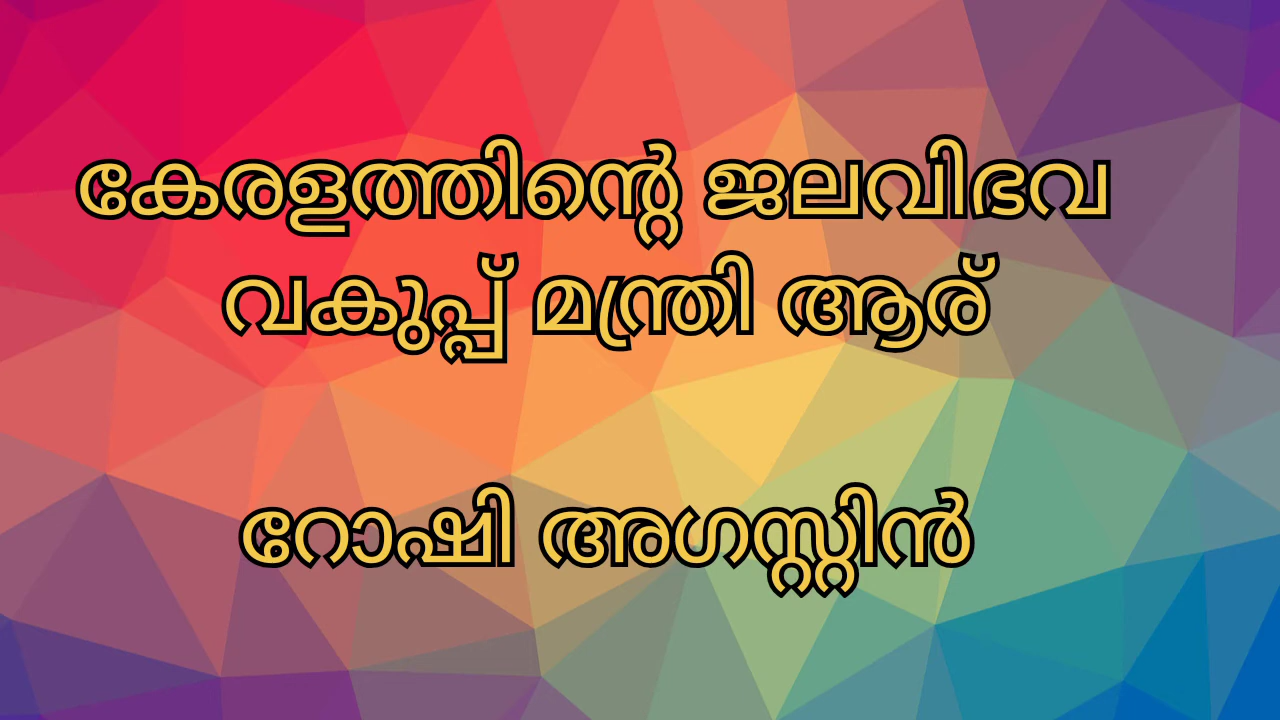 കേരളത്തിന്റെ ജലവിഭവ
വകുപ്പ് മന്ത്രി ആര്
റോഷി അഗസ്റ്റിൻ